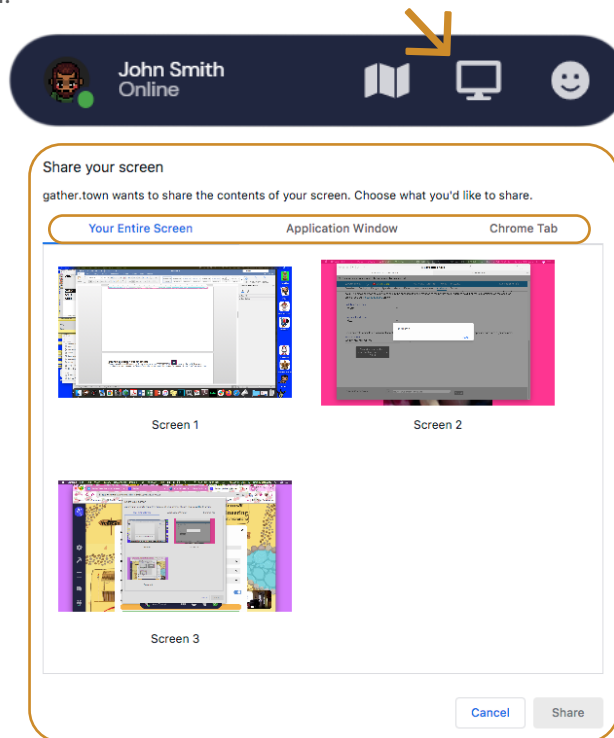 John Smith
Online
Share your screen
gather.town wants to share the contents of your screen. Choose what you'd like to share.
Your Entire Screen Application Window Chrome Tab
Screen 1 Screen 2
Screen 3
Cancel Share